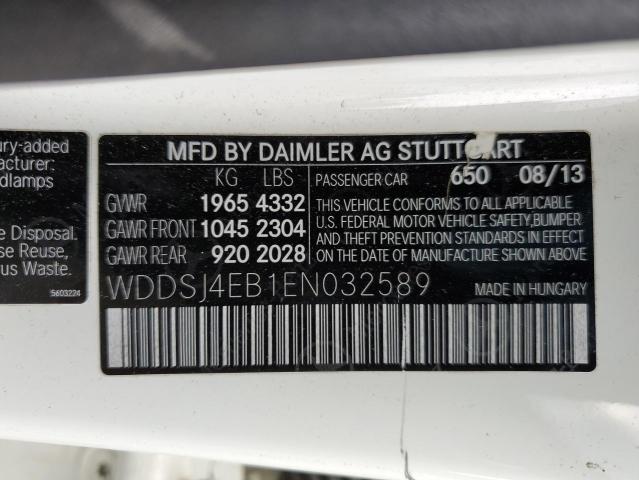 ury-added
acturer:
dlamps
e Disposal.
e Reuse,
us Waste.
5603224
MFD BY DAIMLER AG STUTTGART
KG LBS PASSENGER CAR 650 08/13
GWR 1965 4332
GAWR FRONT 1045 2304
GAWR REAR 920 2028
THIS VEHICLE CONFORMS TO ALL APPLICABLE
U.S. FEDERAL MOTOR VEHICLE SAFETY, BUMPER
AND THEFT PREVENTION STANDARDS IN EFFECT
ON THE DATE OF MANUFACTURE SHOWN ABOVE.
WDDSJ4EB1EN032589 MADE IN HUNGARY